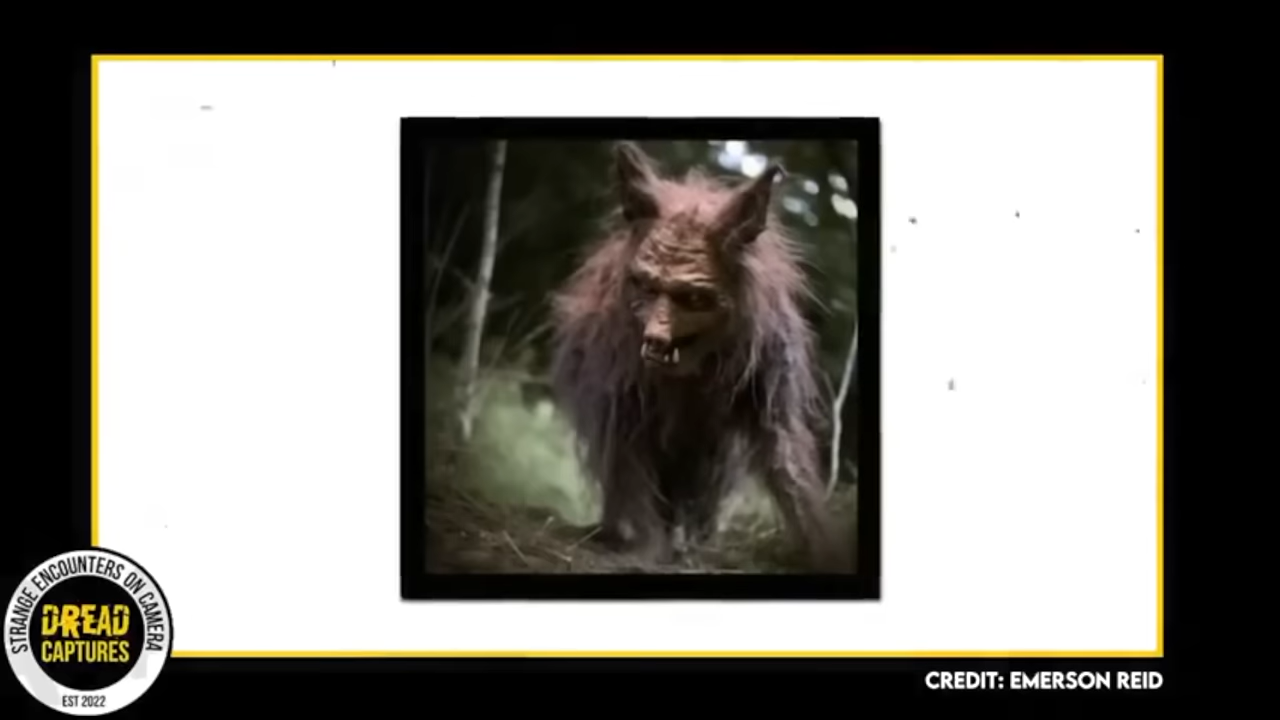 STRANGE ENCOUNTERS ON CAMERA
DREAD
CAPTURES
EST 2022
CREDIT: EMERSON REID